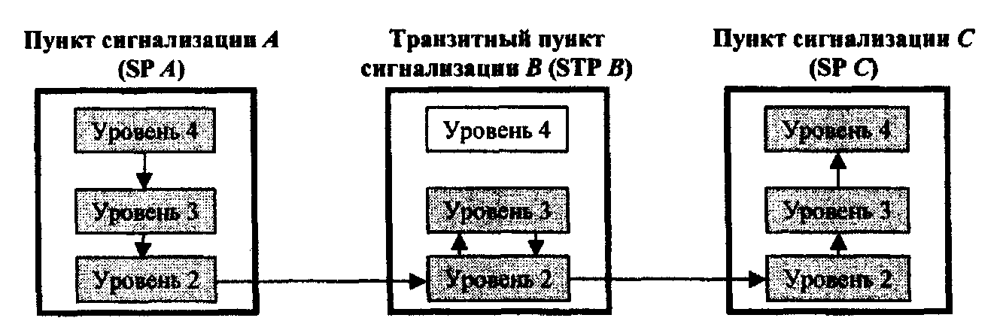 Пункт сигнализации A
(SP A)
Транзитный пункт
сигнализации B (STP B)
Пункт сигнализации C
(SP C)
Уровень 4
Уровень 3
Уровень 2
Уровень 4
Уровень 3
Уровень 2
Уровень 4
Уровень 3
Уровень 2